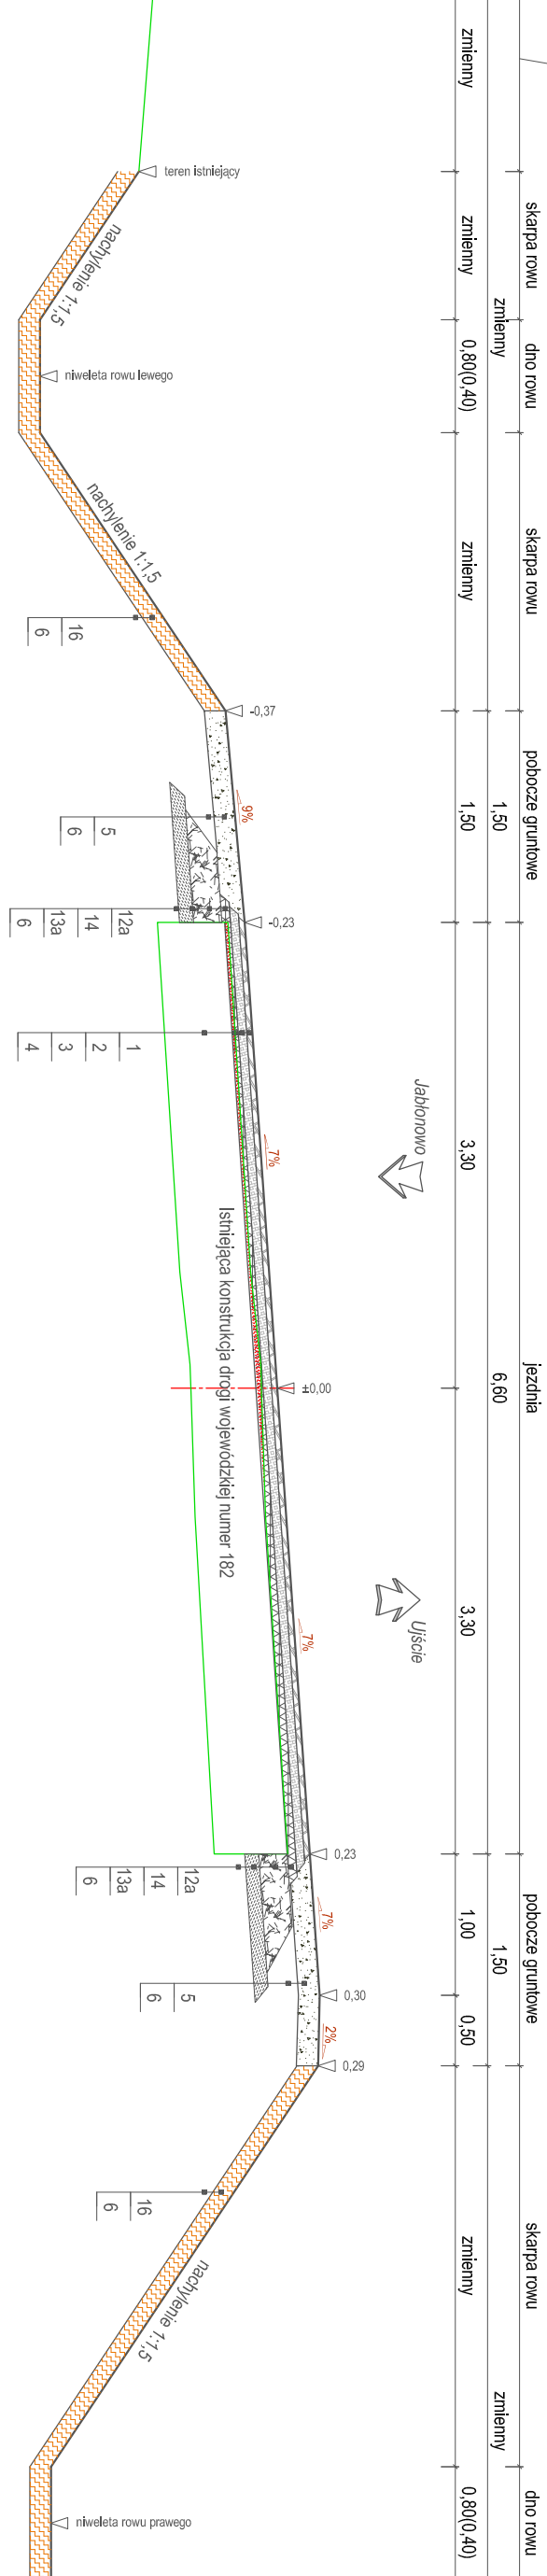 skarpa rowu
dno rowu
skarpa rowu
pobocze gruntowe
jezdnia
pobocze gruntowe
skarpa rowu
dno rowu
zmienny
1,50
6,60
1,50
zmienny
zmienny
zmienny
0,80(0,40)
zmienny
1,50
3,30
3,30
1,00
0,50
zmienny
0,80(0,40)
Jabłonowo
Ujście
teren istniejący
nachylenie 1:1,5
niweleta rowu lewego
nachylenie 1:1,5
16
6
-0,37
9%
5
6
-0,23
12a
14
13a
6
1
2
3
4
7%
Istniejąca konstrukcja drogi wojewódzkiej numer 182
±0,00
7%
0,23
12a
14
13a
6
7%
5
6
0,30
2%
0,29
16
6
nachylenie 1:1,5
niweleta rowu prawego